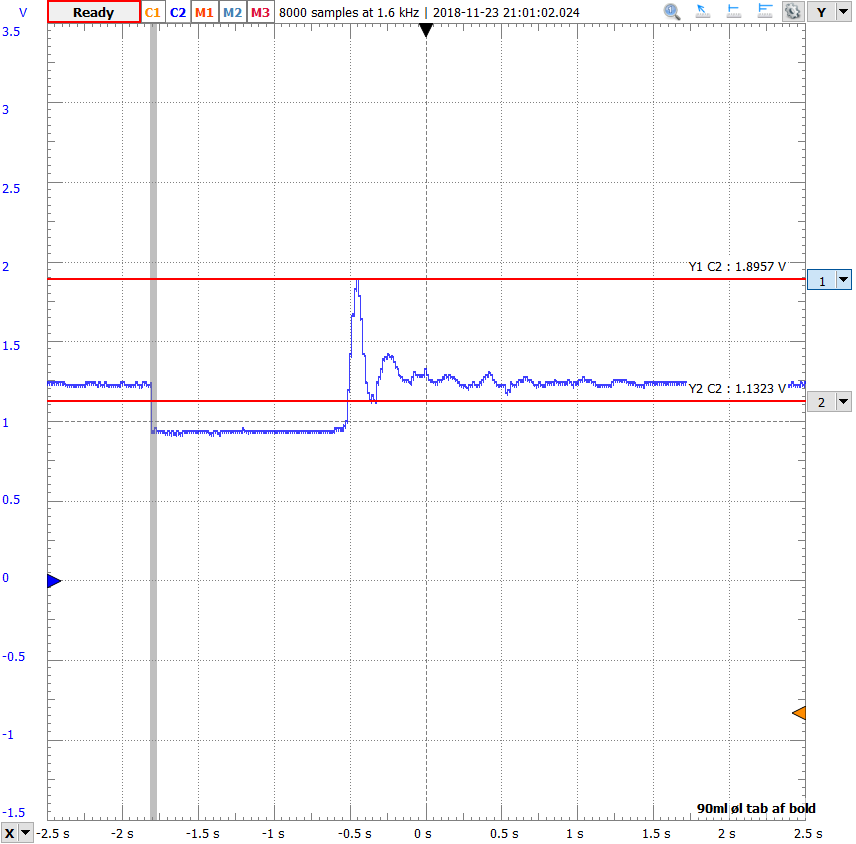 V Ready C1 C2 M1 M2 M3 8000 samples at 1.6 kHz | 2018-11-23 21:01:02.024 Y
3.5
3
2.5
2
Y1 C2 : 1.8957 V
1
1.5
Y2 C2 : 1.1323 V
2
1
0.5
0
-0.5
-1
90ml øl tab af bold
-1.5
X -2.5 s -2 s -1.5 s -1 s -0.5 s 0 s 0.5 s 1 s 1.5 s 2 s 2.5 s